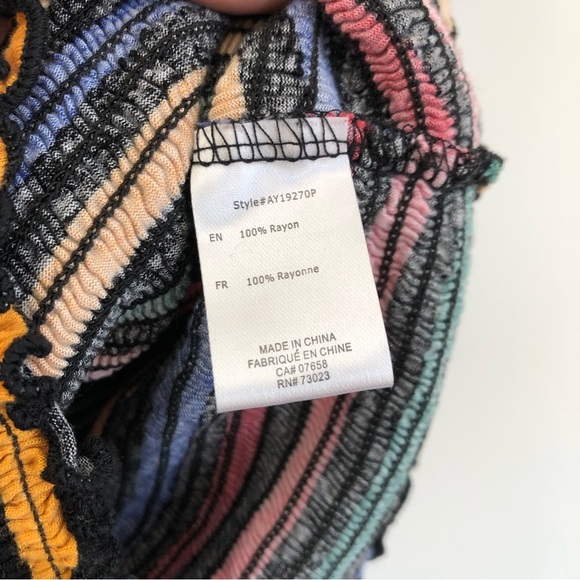 Style#AY19270P
EN 100% Rayon
FR 100% Rayonne
MADE IN CHINA
FABRIQUÉ EN CHINE
CA# 07658
RN# 73023